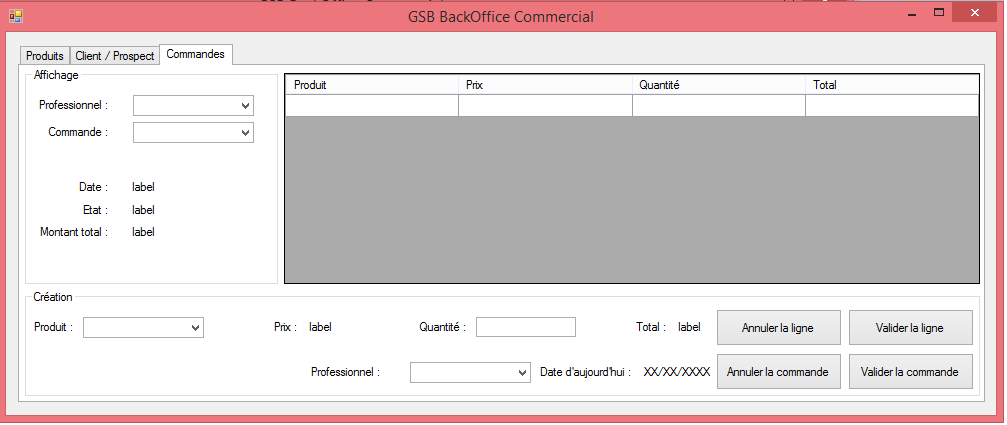 GSB BackOffice Commercial
Produits Client / Prospect Commandes
Affichage
Professionnel :
Commande :
Date : label
Etat : label
Montant total : label
Produit Prix Quantité Total
Création
Produit : Prix : label Quantité : Total : label Annuler la ligne Valider la ligne
Professionnel : Date d'aujourd'hui : XX/XX/XXXX Annuler la commande Valider la commande